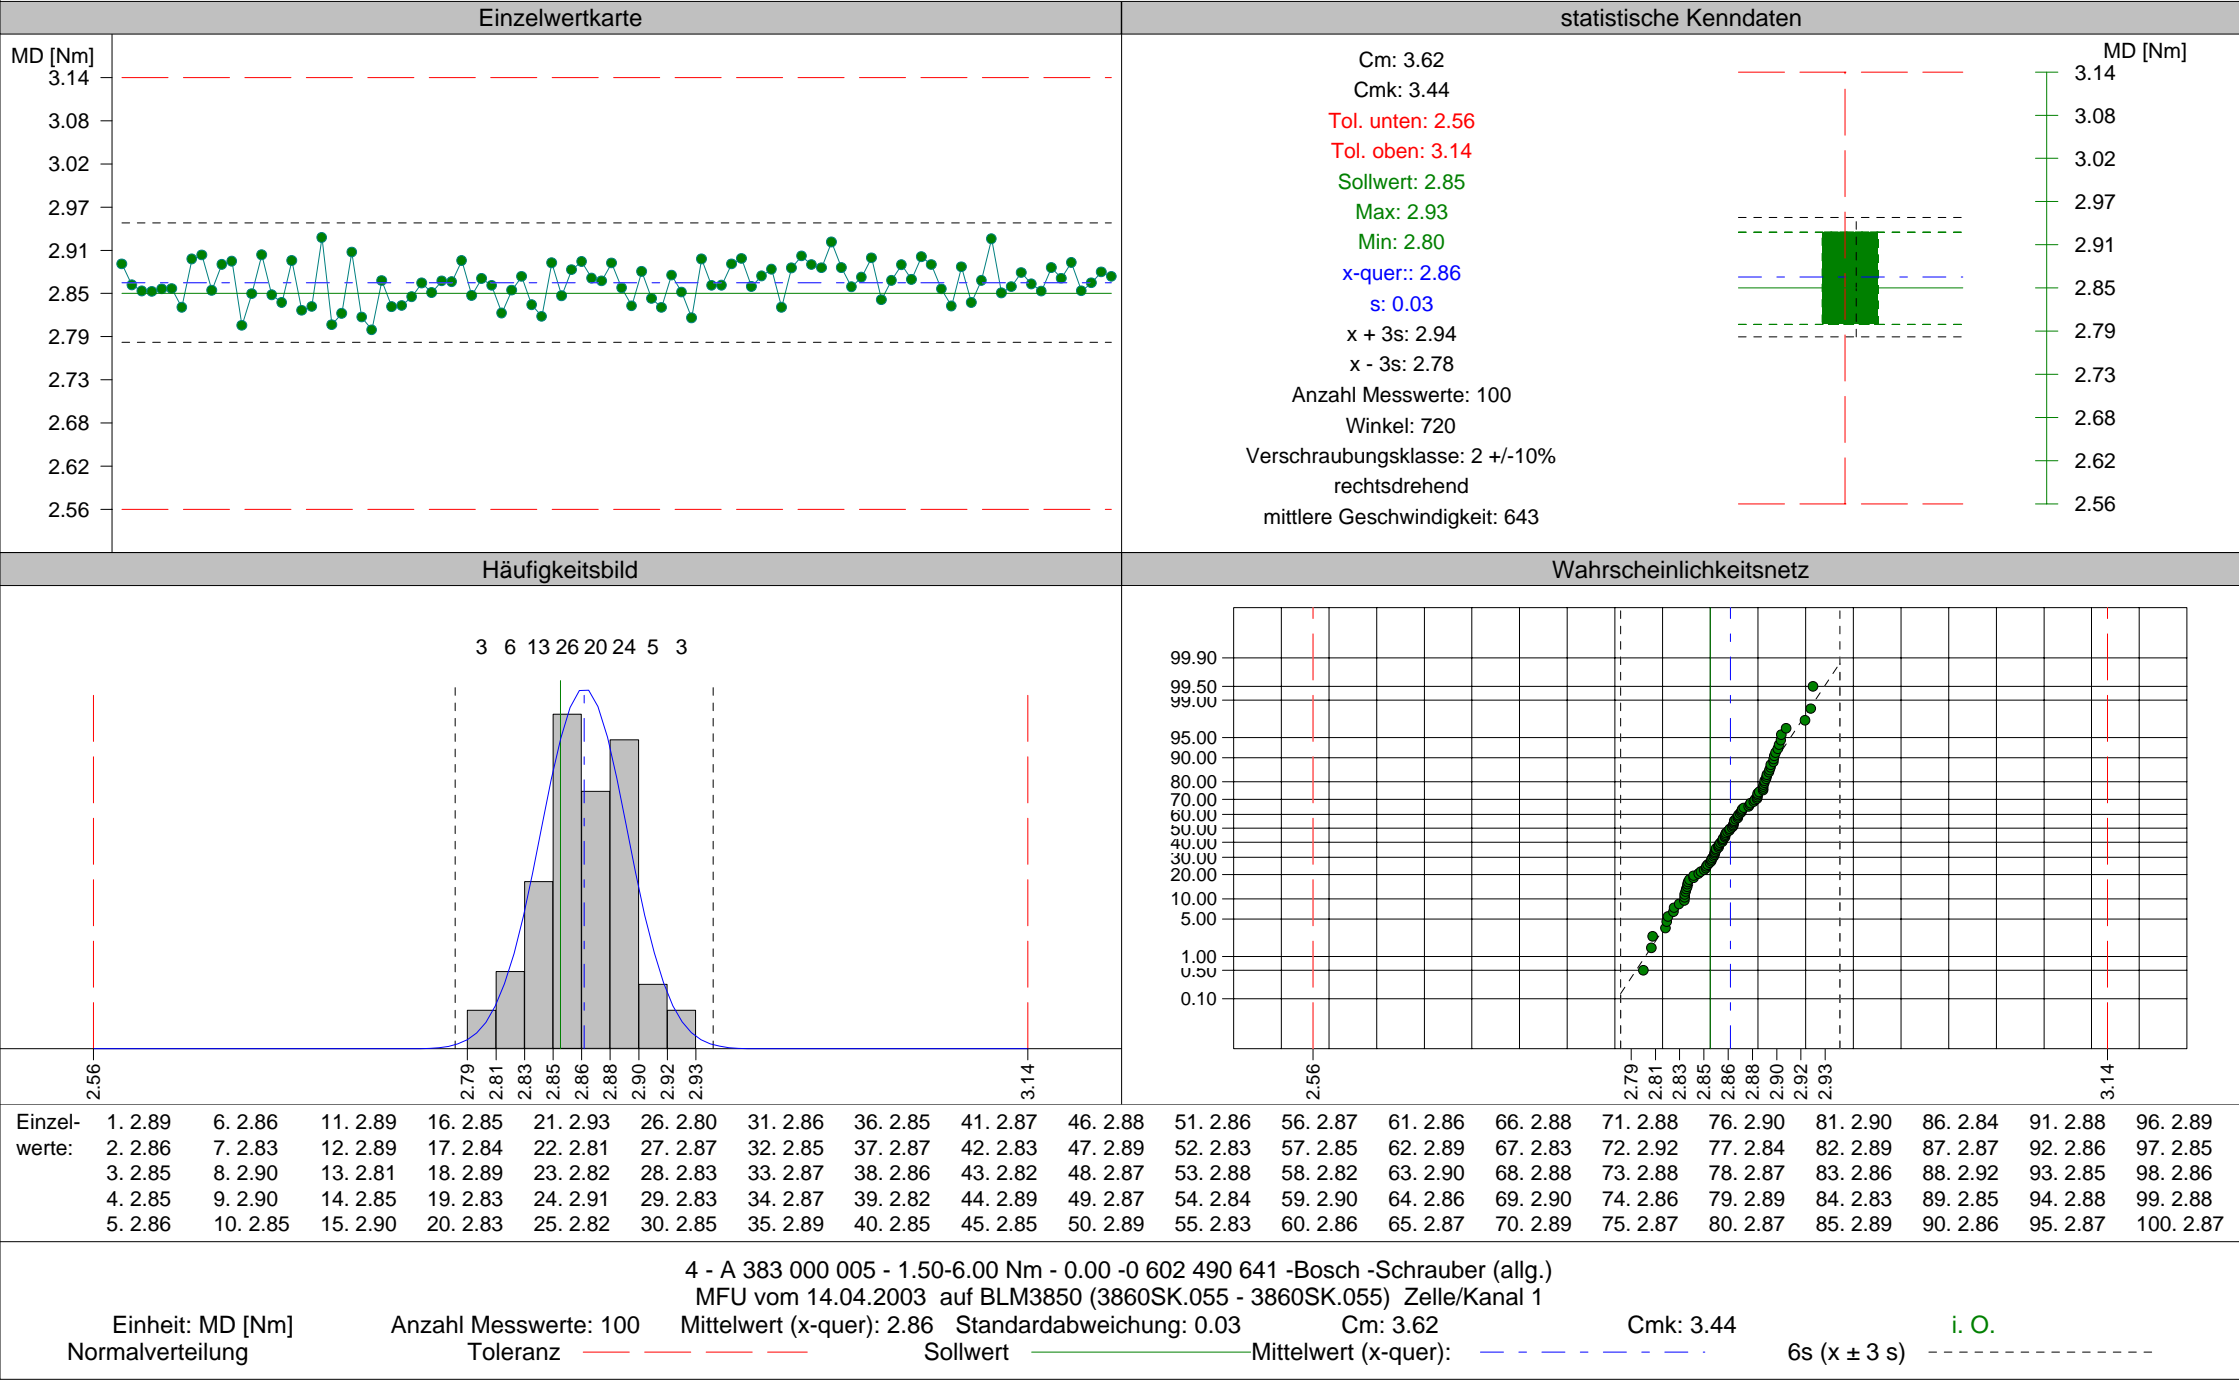 Einzelwertkarte
MD [Nm]
3.14
3.08
3.02
2.97
2.91
2.85
2.79
2.73
2.68
2.62
2.56
statistische Kenndaten
Cm: 3.62
Cmk: 3.44
Tol. unten: 2.56
Tol. oben: 3.14
Sollwert: 2.85
Max: 2.93
Min: 2.80
x-quer:: 2.86
s: 0.03
x + 3s: 2.94
x - 3s: 2.78
Anzahl Messwerte: 100
Winkel: 720
Verschraubungsklasse: 2 +/-10%
rechtsdrehend
mittlere Geschwindigkeit: 643
MD [Nm]
3.14
3.08
3.02
2.97
2.91
2.85
2.79
2.73
2.68
2.62
2.56
Häufigkeitsbild
3 6 13 26 20 24 5 3
2.56 2.79 2.81 2.83 2.85 2.86 2.88 2.90 2.92 2.93 3.14
Wahrscheinlichkeitsnetz
99.90
99.50
99.00
95.00
90.00
80.00
70.00
60.00
50.00
40.00
30.00
20.00
10.00
5.00
1.00
0.50
0.10
2.56 2.79 2.81 2.83 2.85 2.86 2.88 2.90 2.92 2.93 3.14
Einzel- 1. 2.89 6. 2.86 11. 2.89 16. 2.85 21. 2.93 26. 2.80 31. 2.86 36. 2.85 41. 2.87 46. 2.88 51. 2.86 56. 2.87 61. 2.86 66. 2.88 71. 2.88 76. 2.90 81. 2.90 86. 2.84 91. 2.88 96. 2.89
werte: 2. 2.86 7. 2.83 12. 2.89 17. 2.84 22. 2.81 27. 2.87 32. 2.85 37. 2.87 42. 2.83 47. 2.89 52. 2.83 57. 2.85 62. 2.89 67. 2.83 72. 2.92 77. 2.84 82. 2.89 87. 2.87 92. 2.86 97. 2.85
3. 2.85 8. 2.90 13. 2.81 18. 2.89 23. 2.82 28. 2.83 33. 2.87 38. 2.86 43. 2.82 48. 2.87 53. 2.88 58. 2.82 63. 2.90 68. 2.88 73. 2.88 78. 2.87 83. 2.86 88. 2.92 93. 2.85 98. 2.86
4. 2.85 9. 2.90 14. 2.85 19. 2.83 24. 2.91 29. 2.83 34. 2.87 39. 2.82 44. 2.89 49. 2.87 54. 2.84 59. 2.90 64. 2.86 69. 2.90 74. 2.86 79. 2.89 84. 2.83 89. 2.85 94. 2.88 99. 2.88
5. 2.86 10. 2.85 15. 2.90 20. 2.83 25. 2.82 30. 2.85 35. 2.89 40. 2.85 45. 2.85 50. 2.89 55. 2.83 60. 2.86 65. 2.87 70. 2.89 75. 2.87 80. 2.87 85. 2.89 90. 2.86 95. 2.87 100. 2.87
4 - A 383 000 005 - 1.50-6.00 Nm - 0.00 -0 602 490 641 -Bosch -Schrauber (allg.)
MFU vom 14.04.2003 auf BLM3850 (3860SK.055 - 3860SK.055) Zelle/Kanal 1
Einheit: MD [Nm] Anzahl Messwerte: 100 Mittelwert (x-quer): 2.86 Standardabweichung: 0.03 Cm: 3.62 Cmk: 3.44 i. O.
Normalverteilung Toleranz Sollwert Mittelwert (x-quer): 6s (x ± 3 s)